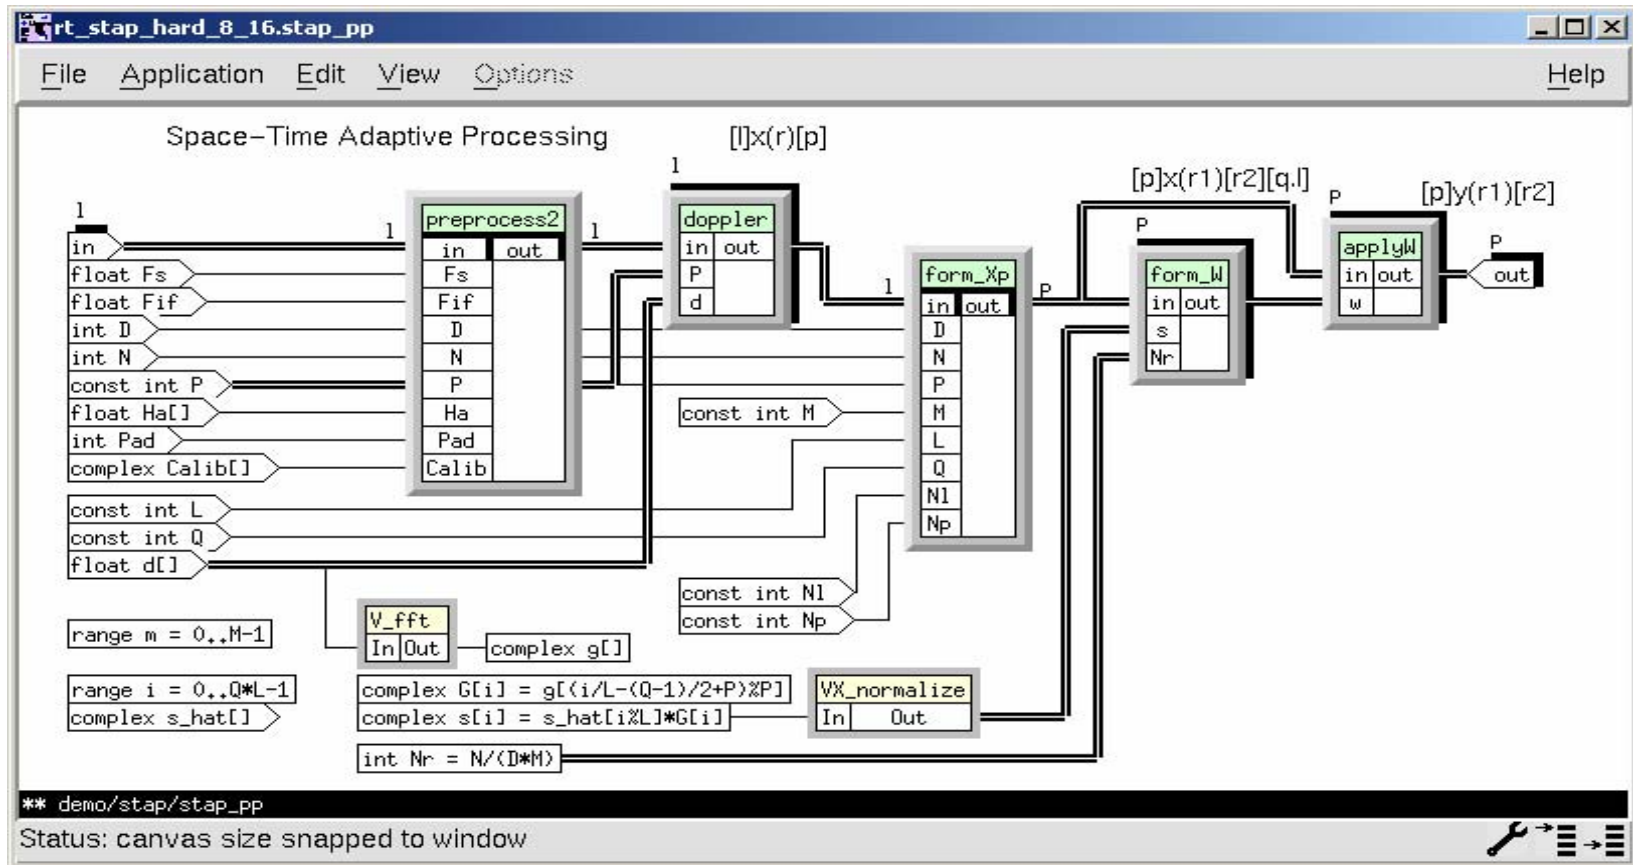 rt_stap_hard_8_16.stap_pp
File Application Edit View Options Help
Space-Time Adaptive Processing
[l]x(r)[p]
[p]x(r1)[r2][q.l]
[p]y(r1)[r2]
l
in
float Fs
float Fif
int D
int N
const int P
float Ha[]
int Pad
complex Calib[]
const int L
const int Q
float d[]
l
preprocess2
in out
Fs
Fif
D
N
P
Ha
Pad
Calib
l
l
doppler
in out
P
d
const int M
l
form_Xp
in out
D
N
P
M
L
Q
Nl
Np
P
const int Nl
const int Np
P
form_W
in out
s
Nr
P
applyW
in out
w
P
out
range m = 0..M-1
V_fft
In Out
complex g[]
range i = 0..Q*L-1
complex s_hat[]
complex G[i] = g[(i/L-(Q-1)/2+P)%P]
complex s[i] = s_hat[i%L]*G[i]
VX_normalize
In Out
int Nr = N/(D*M)
** demo/stap/stap_pp
Status: canvas size snapped to window